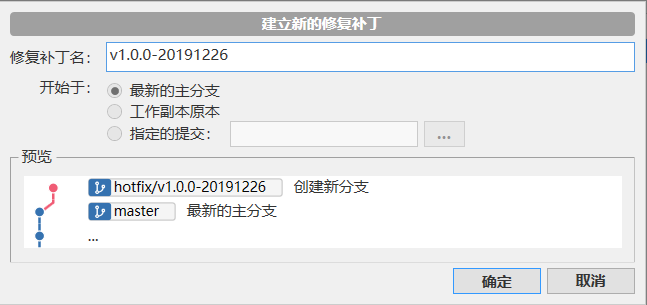 建立新的修复补丁
修复补丁名： v1.0.0-20191226
开始于： 最新的主分支
工作副本原本
指定的提交： ...
预览
hotfix/v1.0.0-20191226 创建新分支
master 最新的主分支
...
确定 取消